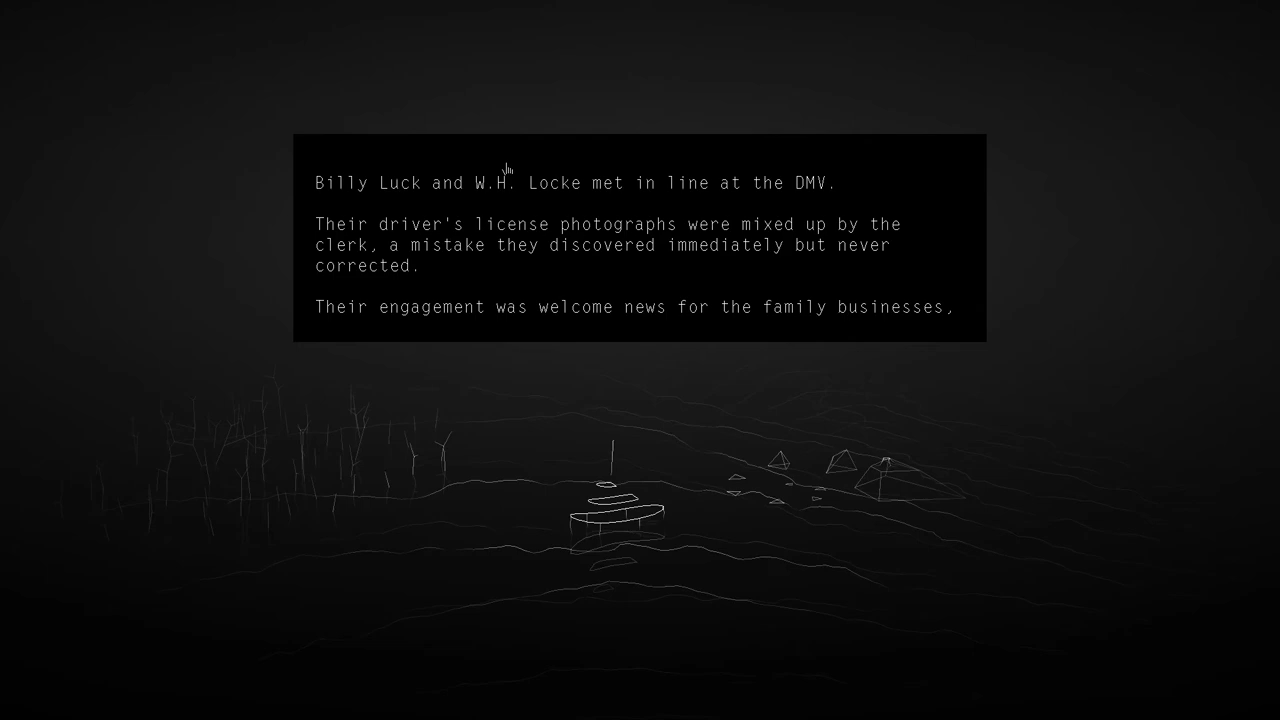 Billy Luck and W.H. Locke met in line at the DMV.
Their driver's license photographs were mixed up by the
clerk, a mistake they discovered immediately but never
corrected.
Their engagement was welcome news for the family businesses,